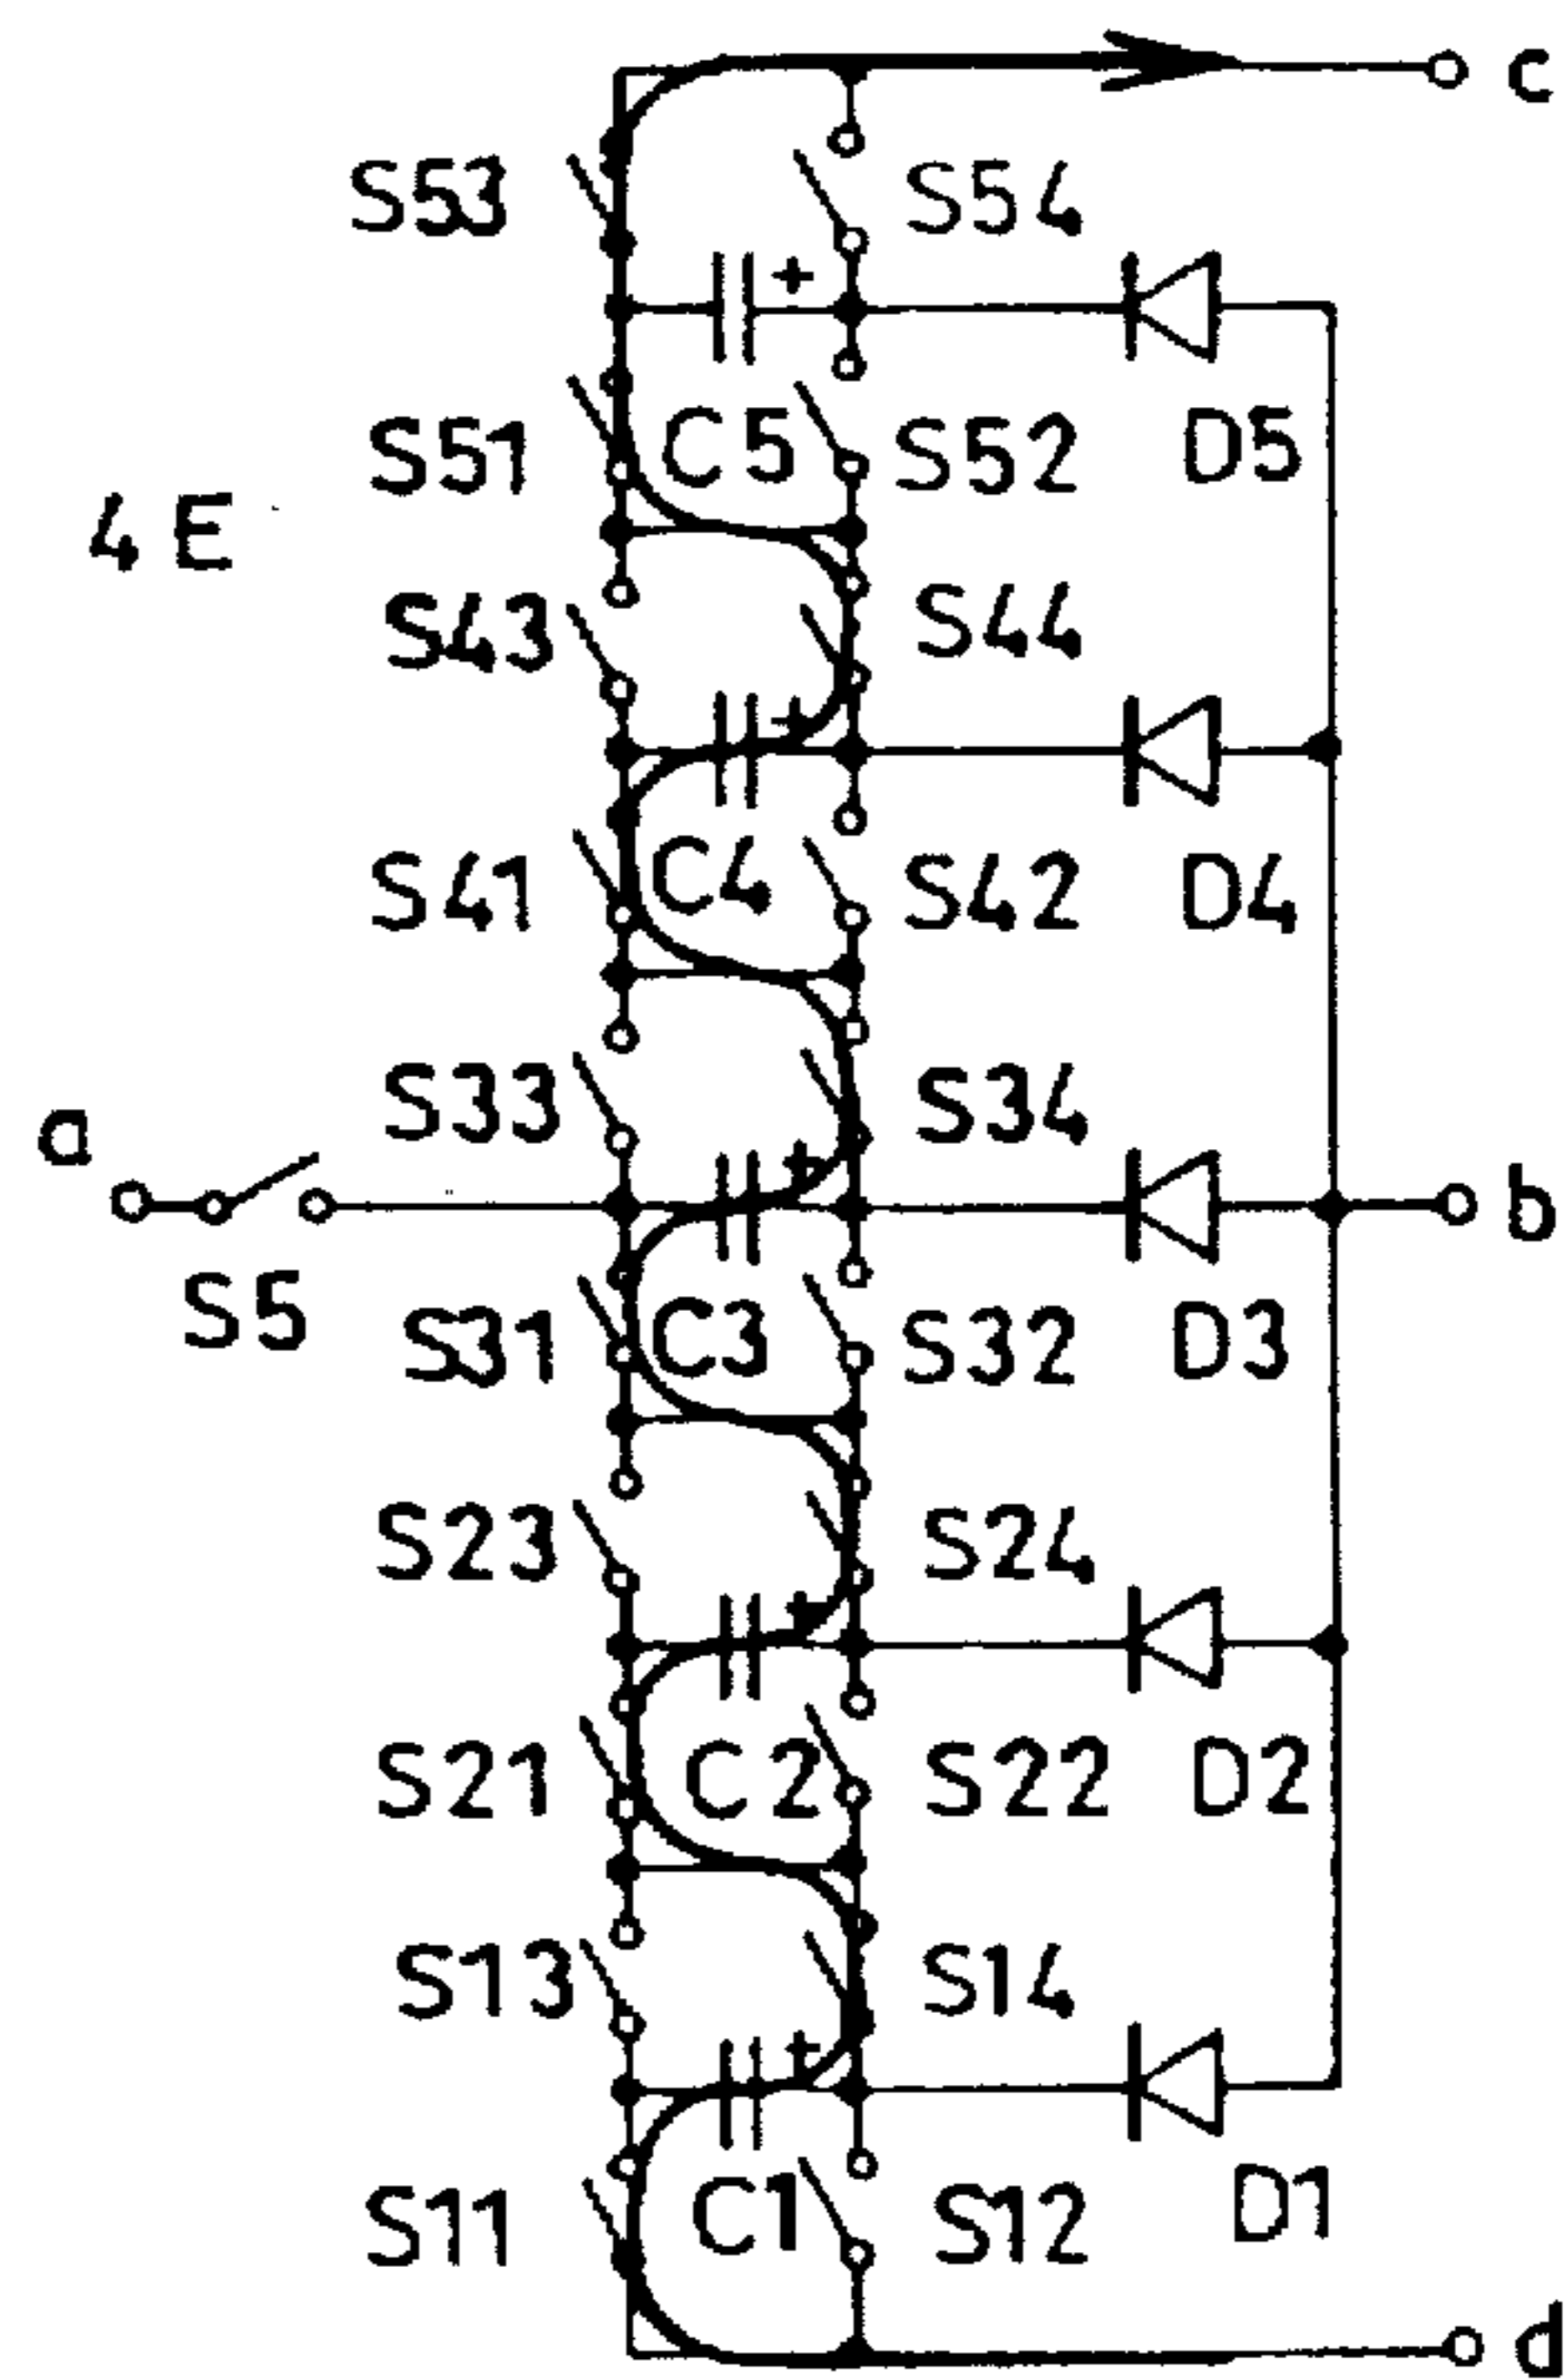 c
S53 S54
+
S51 C5 S52 D5
4E
S43 S44
+
S41 C4 S42 D4
S33 S34
a
+
b
S5
S31 C3 S32 D3
S23 S24
+
S21 C2 S22 D2
S13 S14
+
S11 C1 S12 D1
d